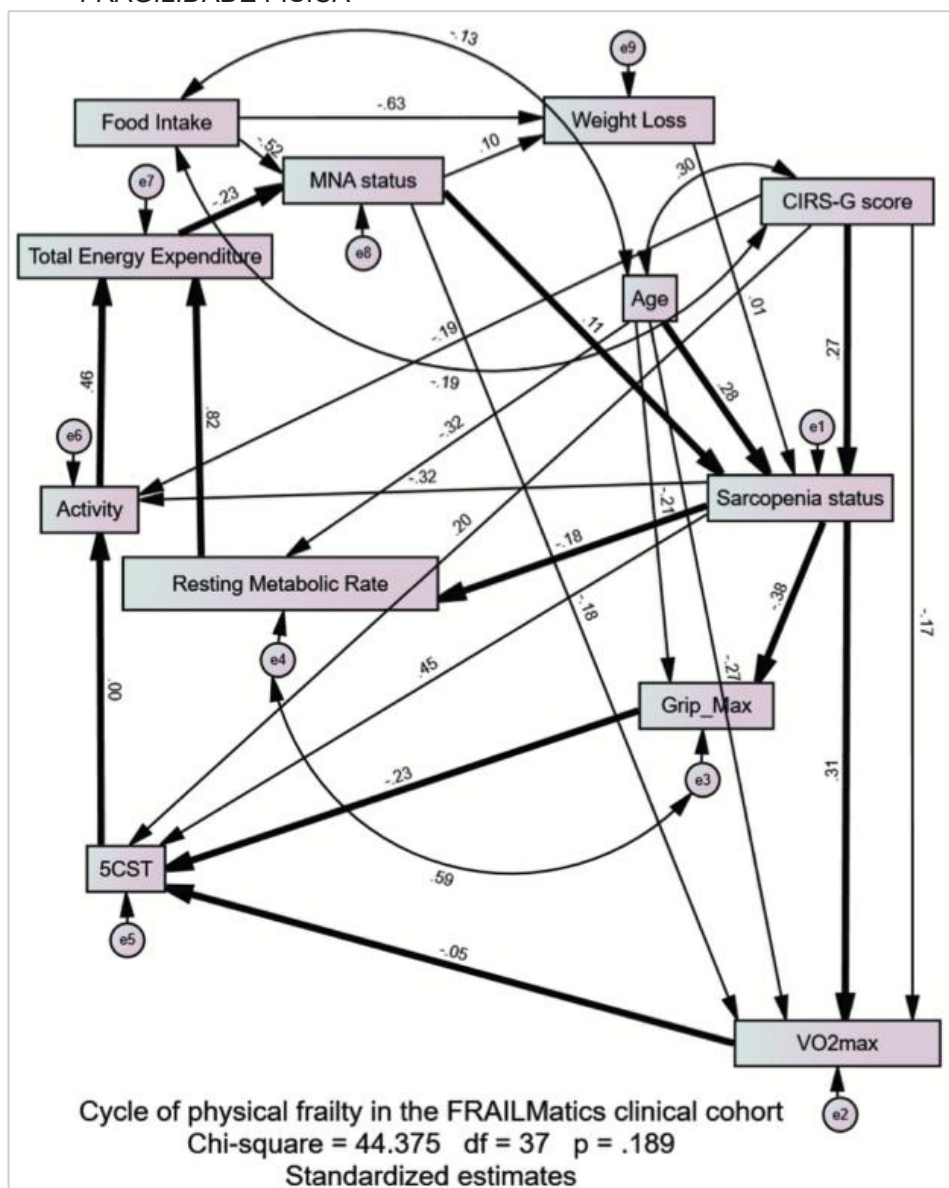 -.13
e9
Food Intake
-.63
Weight Loss
-.52
.10
e7
MNA status
.30
CIRS-G score
-.23
e8
Total Energy Expenditure
Age
.01
.11
-.19
.27
-.19
.46
.28
.82
-.32
e6
e1
-.32
Activity
Sarcopenia status
-.21
.20
-.18
Resting Metabolic Rate
-.38
-.18
-.17
e4
.45
.00
-.27
Grip_Max
-.23
e3
.31
.59
5CST
e5
-.05
VO2max
e2
Cycle of physical frailty in the FRAILMatics clinical cohort
Chi-square = 44.375 df = 37 p = .189
Standardized estimates